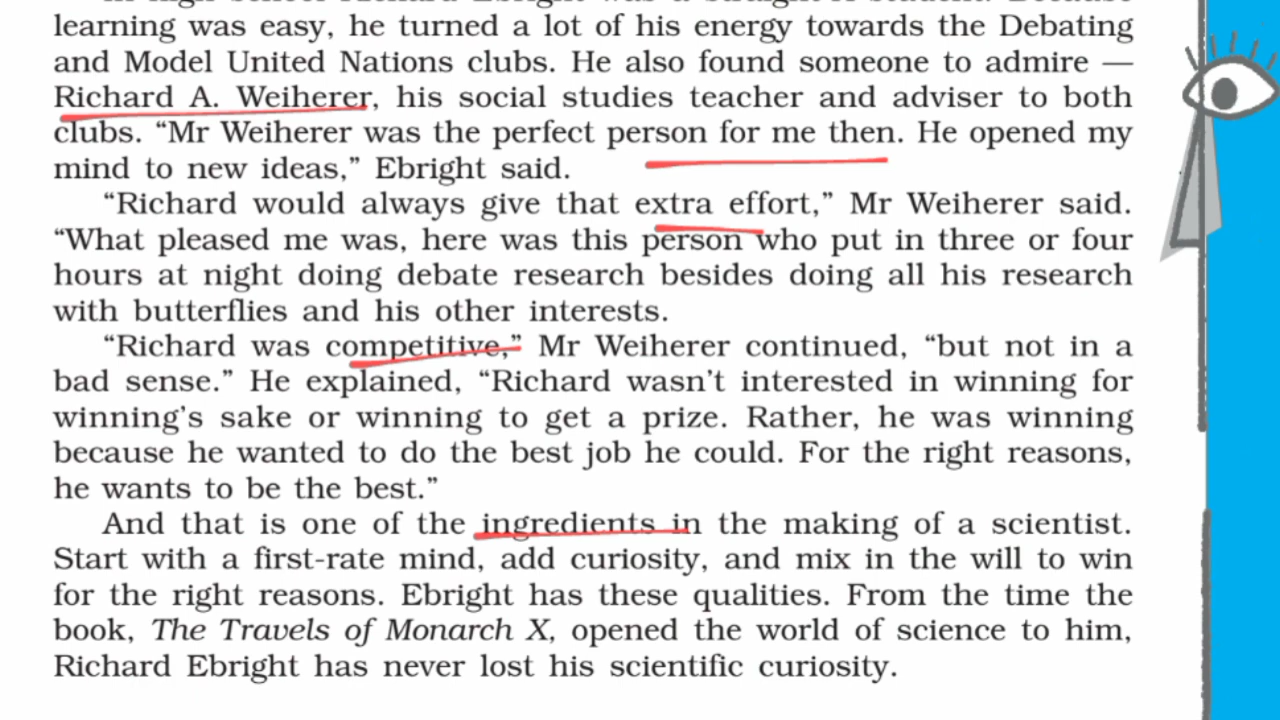 learning was easy, he turned a lot of his energy towards the Debating
and Model United Nations clubs. He also found someone to admire —
Richard A. Weiherer, his social studies teacher and adviser to both
clubs. “Mr Weiherer was the perfect person for me then. He opened my
mind to new ideas,” Ebright said.
“Richard would always give that extra effort,” Mr Weiherer said.
“What pleased me was, here was this person who put in three or four
hours at night doing debate research besides doing all his research
with butterflies and his other interests.
“Richard was competitive,” Mr Weiherer continued, “but not in a
bad sense.” He explained, “Richard wasn’t interested in winning for
winning’s sake or winning to get a prize. Rather, he was winning
because he wanted to do the best job he could. For the right reasons,
he wants to be the best.”
And that is one of the ingredients in the making of a scientist.
Start with a first-rate mind, add curiosity, and mix in the will to win
for the right reasons. Ebright has these qualities. From the time the
book, The Travels of Monarch X, opened the world of science to him,
Richard Ebright has never lost his scientific curiosity.